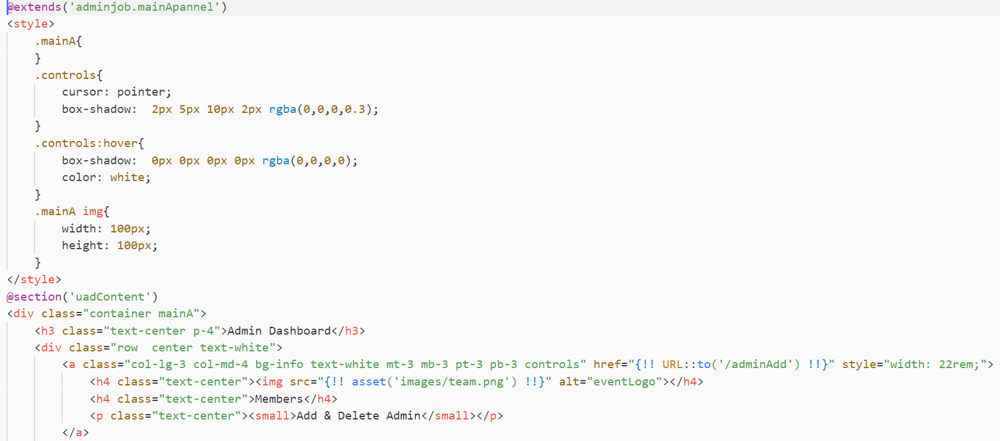 @extends('adminjob.mainApannel')
<style>
    .mainA{
    }
    .controls{
        cursor: pointer;
        box-shadow:  2px 5px 10px 2px rgba(0,0,0,0.3);
    }
    .controls:hover{
        box-shadow:  0px 0px 0px 0px rgba(0,0,0,0);
        color: white;
    }
    .mainA img{
        width: 100px;
        height: 100px;
    }
</style>
@section('uadContent')
<div class="container mainA">
    <h3 class="text-center p-4">Admin Dashboard</h3>
    <div class="row  center text-white">
        <a class="col-lg-3 col-md-4 bg-info text-white mt-3 mb-3 pt-3 pb-3 controls" href="{!! URL::to('/adminAdd') !!}" style="width: 22rem;">
            <h4 class="text-center"><img src="{!! asset('images/team.png') !!}" alt="eventLogo"></h4>
            <h4 class="text-center">Members</h4>
            <p class="text-center"><small>Add & Delete Admin</small></p>
        </a>